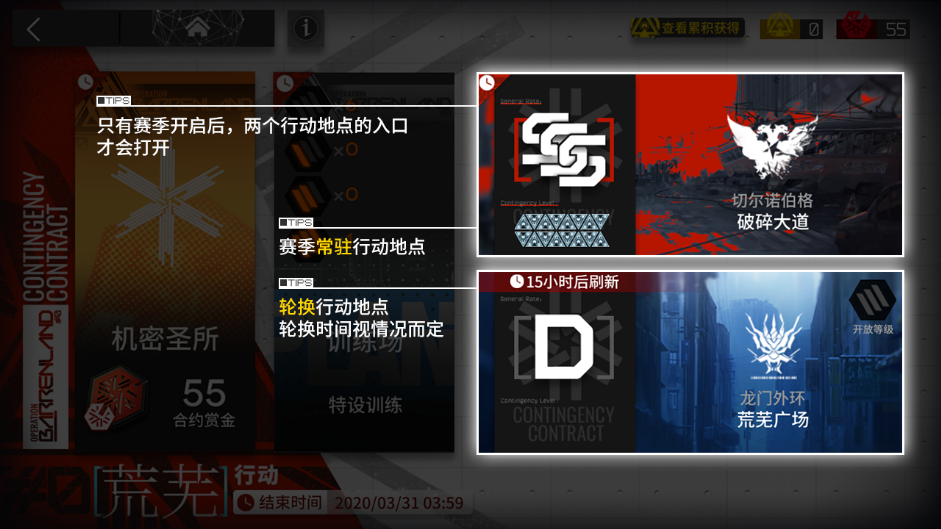 查看累积获得
0
55
TIPS
只有赛季开启后，两个行动地点的入口
才会打开
×0
×0
TIPS
赛季常驻行动地点
TIPS
轮换行动地点
轮换时间视情况而定
General Rate:
Contingency Level:
切尔诺伯格
破碎大道
15小时后刷新
General Rate:
D
Contingency Level:
CONTINGENCY
CONTRACT
龙门外环
荒芜广场
开放等级
CONTINGENCY
CONTRACT
OPERATION
BARRENLAND
机密圣所
55
合约赏金
训练场
特设训练
#0
[荒芜]
行动
结束时间 2020/03/31 03:59